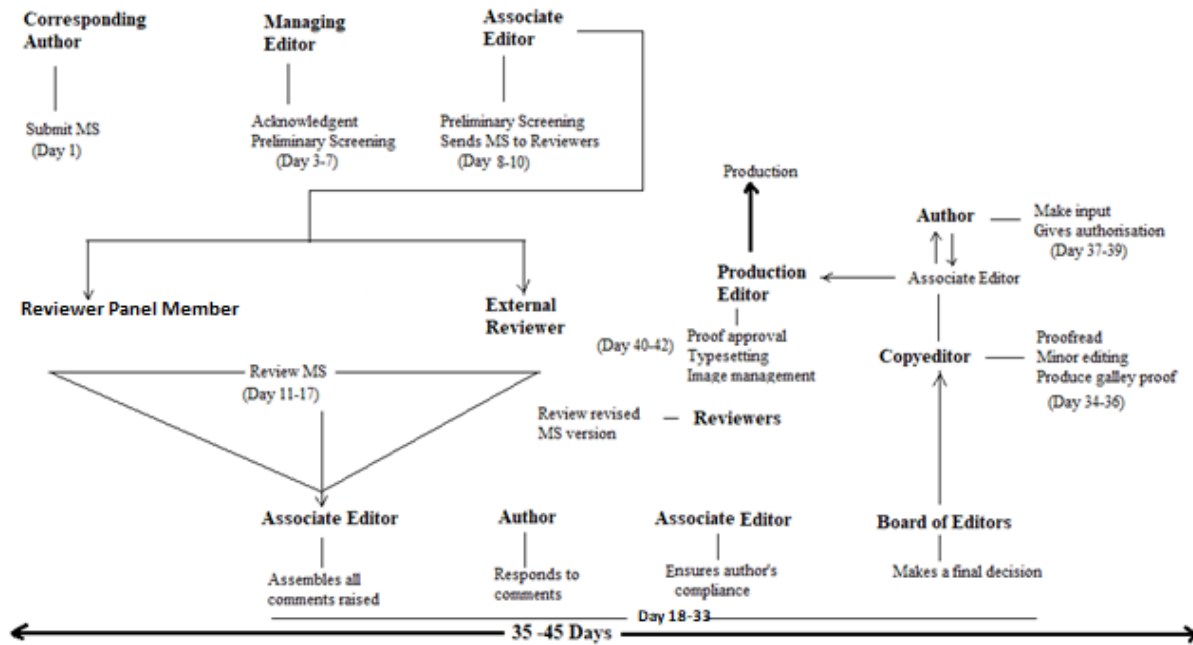 Corresponding
Author
Managing
Editor
Associate
Editor
Submit MS
(Day 1)
Acknowledgent
Preliminary Screening
(Day 3-7)
Preliminary Screening
Sends MS to Reviewers
(Day 8-10)
Production
Author
Make input
Gives authorisation
(Day 37-39)
Associate Editor
Production
Editor
Reviewer Panel Member
External
Reviewer
(Day 40-42)
Proof approval
Typesetting
Image management
Copyeditor
Proofread
Minor editing
Produce galley proof
(Day 34-36)
Review MS
(Day 11-17)
Review revised
MS version
Reviewers
Associate Editor
Author
Associate Editor
Board of Editors
Assembles all
comments raised
Responds to
comments
Ensures author's
compliance
Makes a final decision
Day 18-33
35 -45 Days